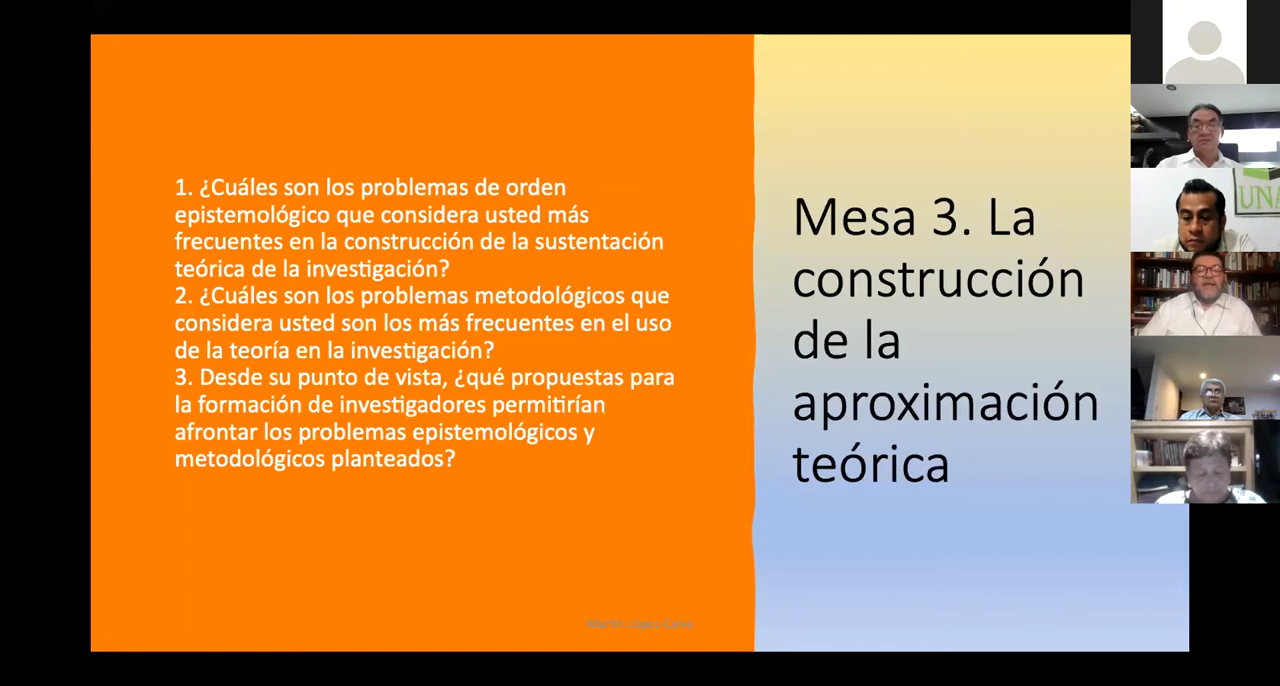 1. ¿Cuáles son los problemas de orden
epistemológico que considera usted más
frecuentes en la construcción de la sustentación
teórica de la investigación?
2. ¿Cuáles son los problemas metodológicos que
considera usted son los más frecuentes en el uso
de la teoría en la investigación?
3. Desde su punto de vista, ¿qué propuestas para
la formación de investigadores permitirían
afrontar los problemas epistemológicos y
metodológicos planteados?
Mesa 3. La
construcción
de la
aproximación
teórica